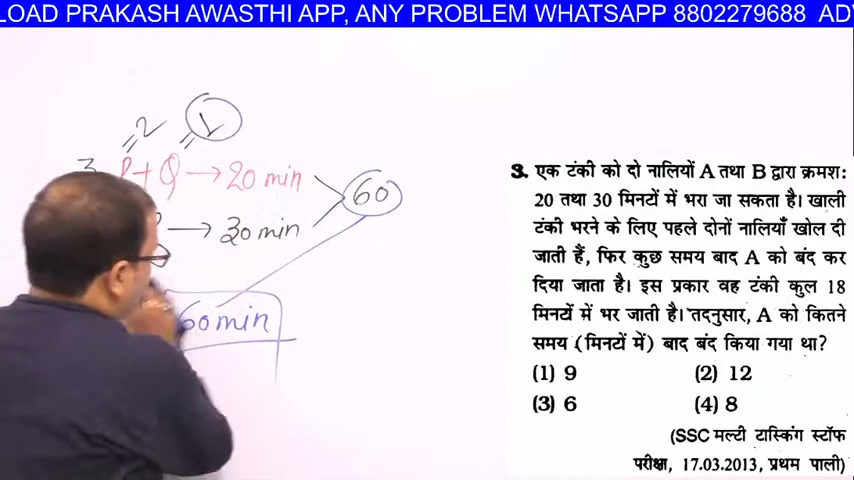 LOAD PRAKASH AWASTHI APP, ANY PROBLEM WHATSAPP 8802279688 AD
2 1
3 P + Q → 20 min
60
→ 30 min
60 min
3. एक टंकी को दो नालियों A तथा B द्वारा क्रमश:
20 तथा 30 मिनटों में भरा जा सकता है। खाली
टंकी भरने के लिए पहले दोनों नालियाँ खोल दी
जाती हैं, फिर कुछ समय बाद A को बंद कर
दिया जाता है। इस प्रकार वह टंकी कुल 18
मिनटों में भर जाती है। तदनुसार, A को कितने
समय (मिनटों में) बाद बंद किया गया था?
(1) 9 (2) 12
(3) 6 (4) 8
(SSC मल्टी टास्किंग स्टॉफ
परीक्षा, 17.03.2013, प्रथम पाली)